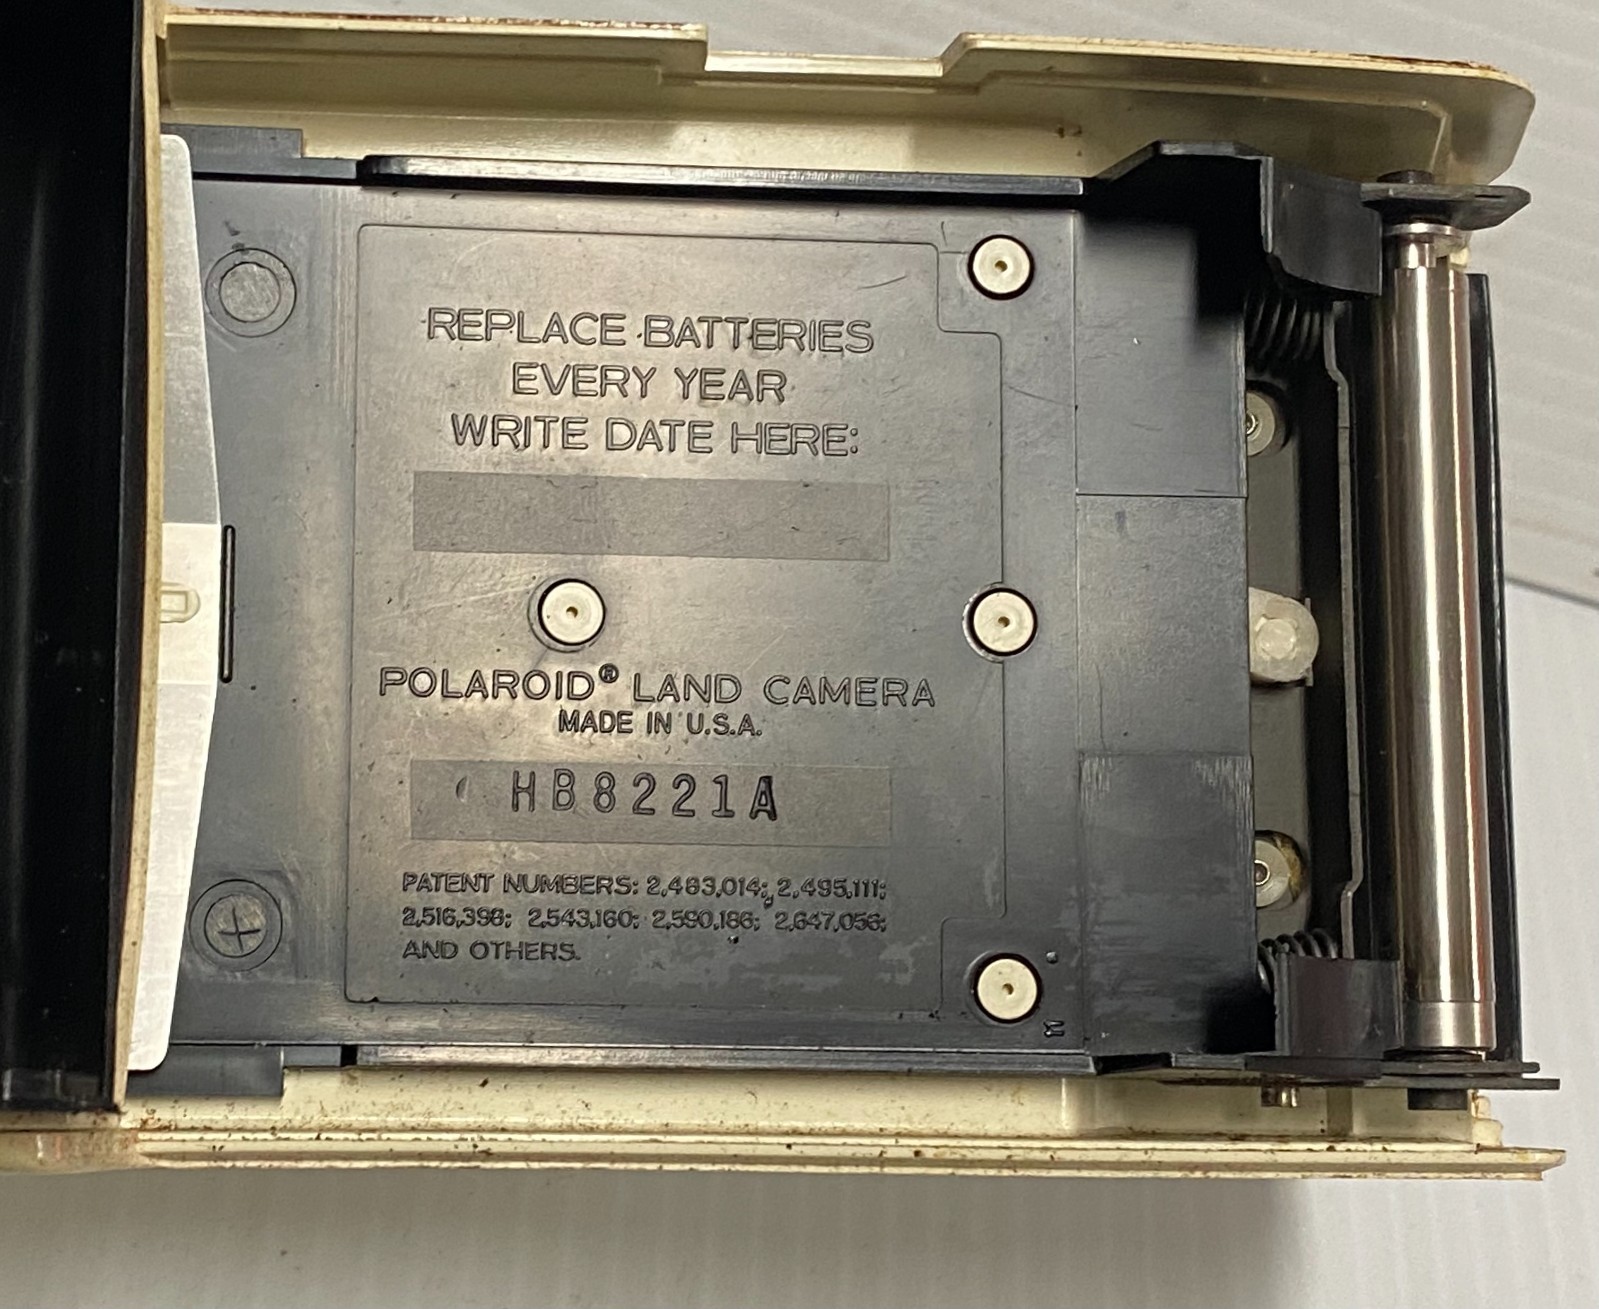 REPLACE BATTERIES
EVERY YEAR
WRITE DATE HERE:
POLAROID® LAND CAMERA
MADE IN U.S.A.
HB8221A
PATENT NUMBERS: 2,483,014; 2,495,111;
2,516,398; 2,543,160; 2,590,186; 2,647,056;
AND OTHERS.